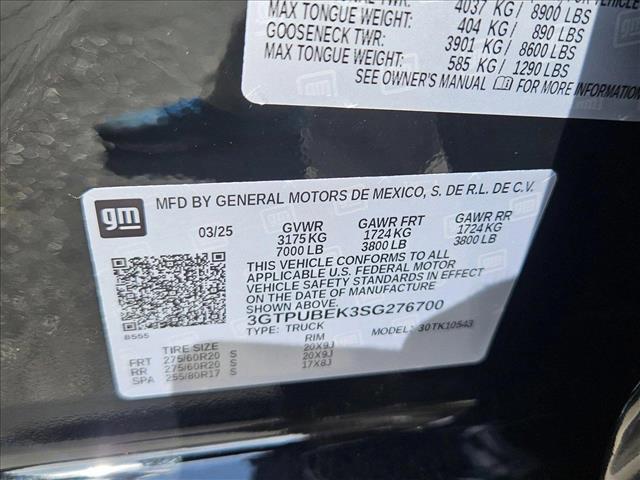 4037 KG/ 8900 LBS
MAX TONGUE WEIGHT: 404 KG/ 890 LBS
GOOSENECK TWR: 3901 KG/ 8600 LBS
MAX TONGUE WEIGHT: 585 KG/ 1290 LBS
SEE OWNER'S MANUAL FOR MORE INFORMATION
gm
MFD BY GENERAL MOTORS DE MEXICO, S. DE R.L. DE C.V.
03/25 GVWR GAWR FRT GAWR RR
3175 KG 1724 KG 1724 KG
7000 LB 3800 LB 3800 LB
THIS VEHICLE CONFORMS TO ALL
APPLICABLE U.S. FEDERAL MOTOR
VEHICLE SAFETY STANDARDS IN EFFECT
ON THE DATE OF MANUFACTURE
SHOWN ABOVE.
3GTPUBEK3SG276700
TYPE: TRUCK 30TK10543
8555
TIRE SIZE RIM
FRT 275/60R20 S 20X9J
RR 275/60R20 S 20X9J
SPA 255/80R17 S 17X8J